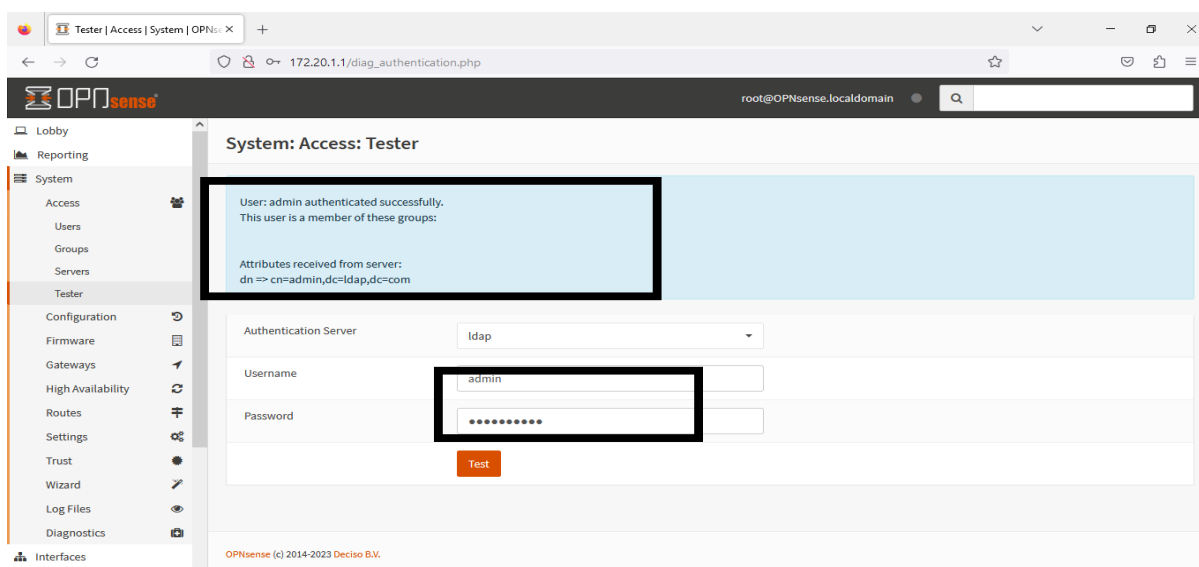 Tester | Access | System | OPNse
172.20.1.1/diag_authentication.php
OPNsense
root@OPNsense.localdomain
Lobby
Reporting
System
Access
Users
Groups
Servers
Tester
Configuration
Firmware
Gateways
High Availability
Routes
Settings
Trust
Wizard
Log Files
Diagnostics
Interfaces
System: Access: Tester
User: admin authenticated successfully.
This user is a member of these groups:
Attributes received from server:
dn => cn=admin,dc=ldap,dc=com
Authentication Server
ldap
Username
admin
Password
••••••••••
Test
OPNsense (c) 2014-2023 Deciso B.V.